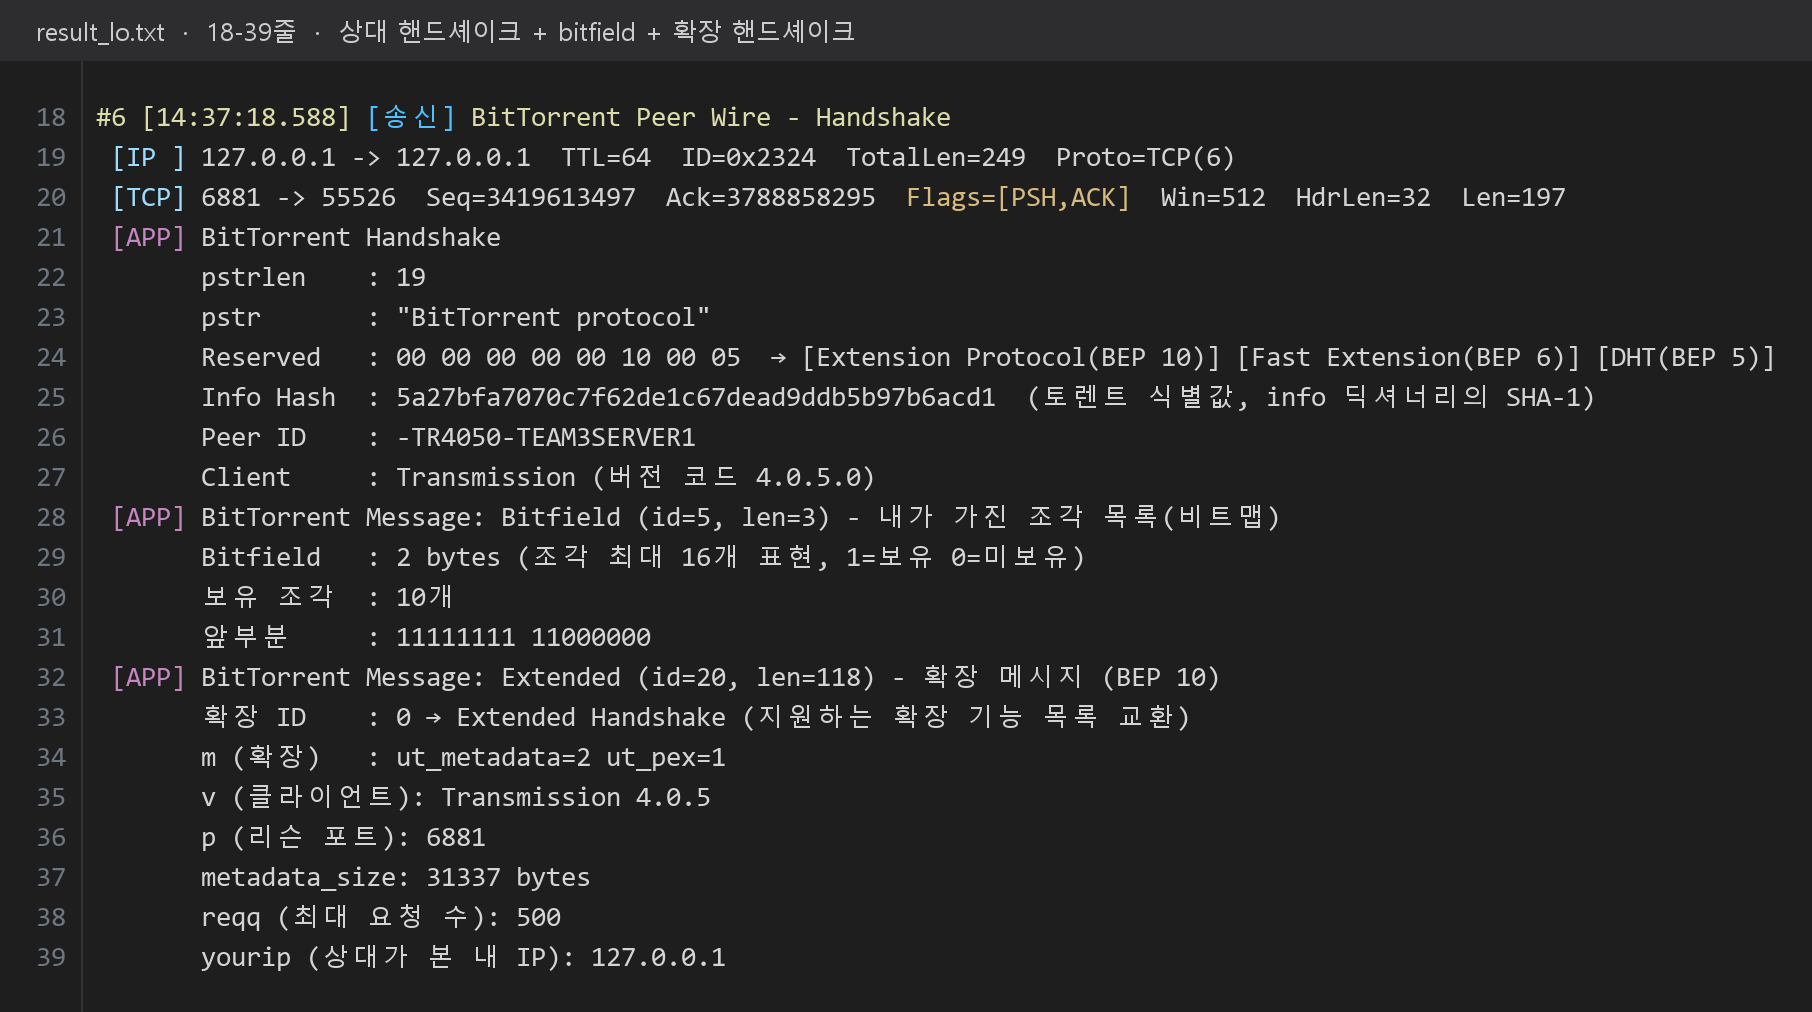 result_lo.txt · 18-39줄 · 상대 핸드셰이크 + bitfield + 확장 핸드셰이크
18 #6 [14:37:18.588] [송신] BitTorrent Peer Wire - Handshake
19 [IP ] 127.0.0.1 -> 127.0.0.1 TTL=64 ID=0x2324 TotalLen=249 Proto=TCP(6)
20 [TCP] 6881 -> 55526 Seq=3419613497 Ack=3788858295 Flags=[PSH,ACK] Win=512 HdrLen=32 Len=197
21 [APP] BitTorrent Handshake
22 pstrlen : 19
23 pstr : "BitTorrent protocol"
24 Reserved : 00 00 00 00 00 10 00 05 → [Extension Protocol(BEP 10)] [Fast Extension(BEP 6)] [DHT(BEP 5)]
25 Info Hash : 5a27bfa7070c7f62de1c67dead9ddb5b97b6acd1 (토렌트 식별값, info 딕셔너리의 SHA-1)
26 Peer ID : -TR4050-TEAM3SERVER1
27 Client : Transmission (버전 코드 4.0.5.0)
28 [APP] BitTorrent Message: Bitfield (id=5, len=3) - 내가 가진 조각 목록(비트맵)
29 Bitfield : 2 bytes (조각 최대 16개 표현, 1=보유 0=미보유)
30 보유 조각 : 10개
31 앞부분 : 11111111 11000000
32 [APP] BitTorrent Message: Extended (id=20, len=118) - 확장 메시지 (BEP 10)
33 확장 ID : 0 → Extended Handshake (지원하는 확장 기능 목록 교환)
34 m (확장) : ut_metadata=2 ut_pex=1
35 v (클라이언트): Transmission 4.0.5
36 p (리슨 포트): 6881
37 metadata_size: 31337 bytes
38 reqq (최대 요청 수): 500
39 yourip (상대가 본 내 IP): 127.0.0.1